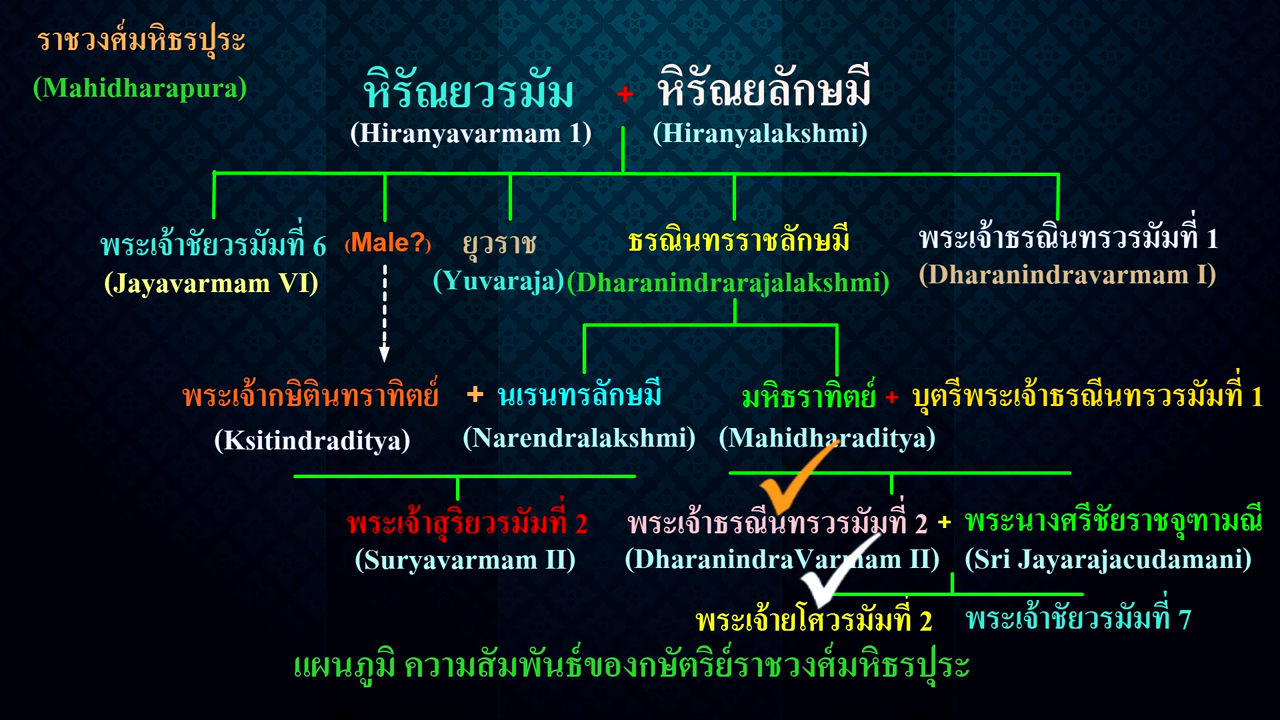 ราชวงศ์มหิธรปุระ
(Mahidharapura)
หิรัณยวรมัม + หิรัณยลักษมี
(Hiranyavarmam 1) (Hiranyalakshmi)
พระเจ้าชัยวรมัมที่ 6 (Male?) ยุวราช ธรณินทรราชลักษมี พระเจ้าธรณินทรวรมัมที่ 1
(Jayavarmam VI) (Yuvaraja) (Dharanindrarajalakshmi) (Dharanindravarmam I)
พระเจ้ากษิตินทราทิตย์ + นเรนทรลักษมี มหิธราทิตย์ + บุตรีพระเจ้าธรณีนทรวรมัมที่ 1
(Ksitindraditya) (Narendralakshmi) (Mahidharaditya)
พระเจ้าสุริยวรมัมที่ 2 พระเจ้าธรณีนทรวรมัมที่ 2 + พระนางศรีชัยราชจุฑามณี
(Suryavarmam II) (DharanindraVarmam II) (Sri Jayarajacudamani)
พระเจ้ายโศวรมัมที่ 2 พระเจ้าชัยวรมัมที่ 7
แผนภูมิ ความสัมพันธ์ของกษัตริย์ราชวงศ์มหิธรปุระ